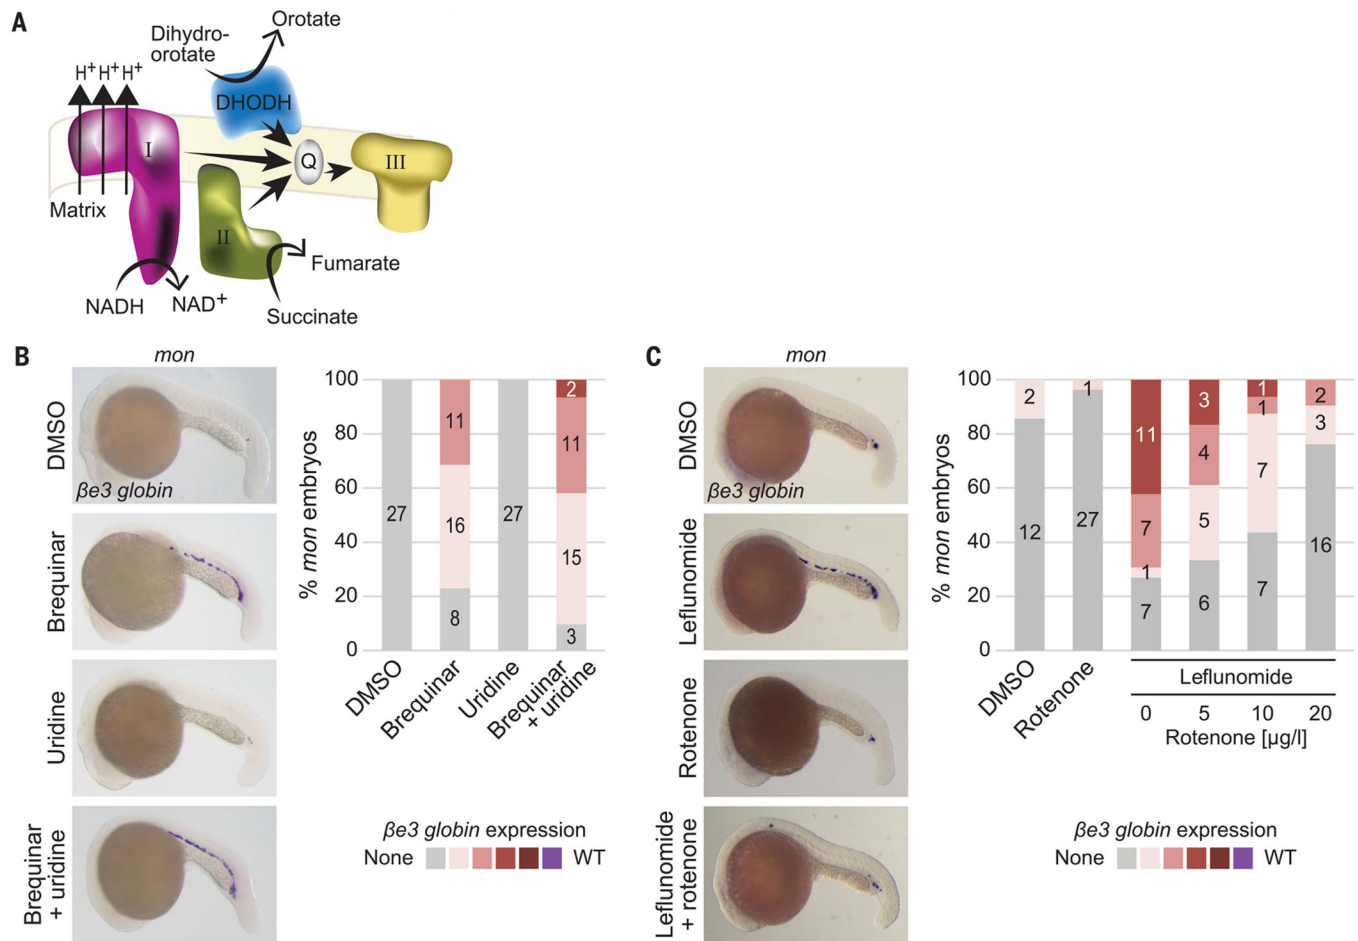 A
Dihydro-
orotate
Orotate
H+ H+ H+
DHODH
I
Q
III
Matrix
II
Fumarate
NADH
NAD+
Succinate
B
mon
DMSO
βe3 globin
Brequinar
Uridine
Brequinar
+ uridine
% mon embryos
100
80
60
40
20
0
27
11
16
8
27
2
11
15
3
DMSO
Brequinar
Uridine
Brequinar
+ uridine
βe3 globin expression
None
WT
C
mon
DMSO
βe3 globin
Leflunomide
Rotenone
Leflunomide
+ rotenone
% mon embryos
100
80
60
40
20
0
2
12
1
27
11
7
1
7
3
4
5
6
1
1
7
7
2
3
16
DMSO
Rotenone
Leflunomide
0 5 10 20
Rotenone [µg/l]
βe3 globin expression
None
WT